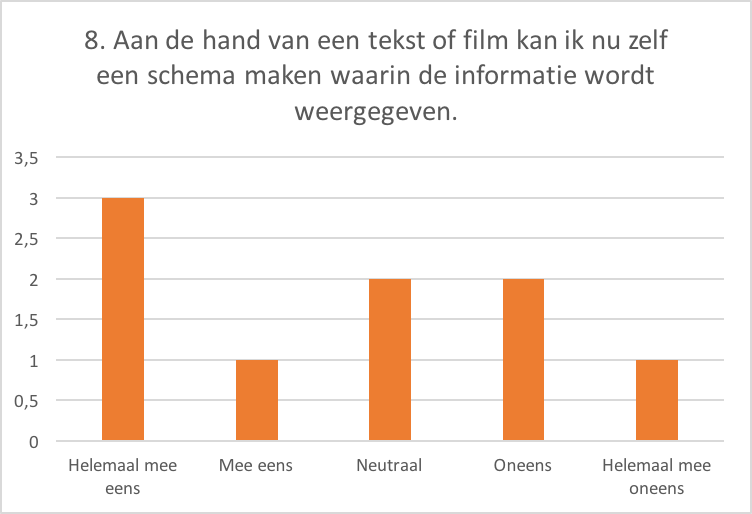 8. Aan de hand van een tekst of film kan ik nu zelf
een schema maken waarin de informatie wordt
weergegeven.
3,5
3
2,5
2
1,5
1
0,5
0
Helemaal mee
eens
Mee eens
Neutraal
Oneens
Helemaal mee
oneens